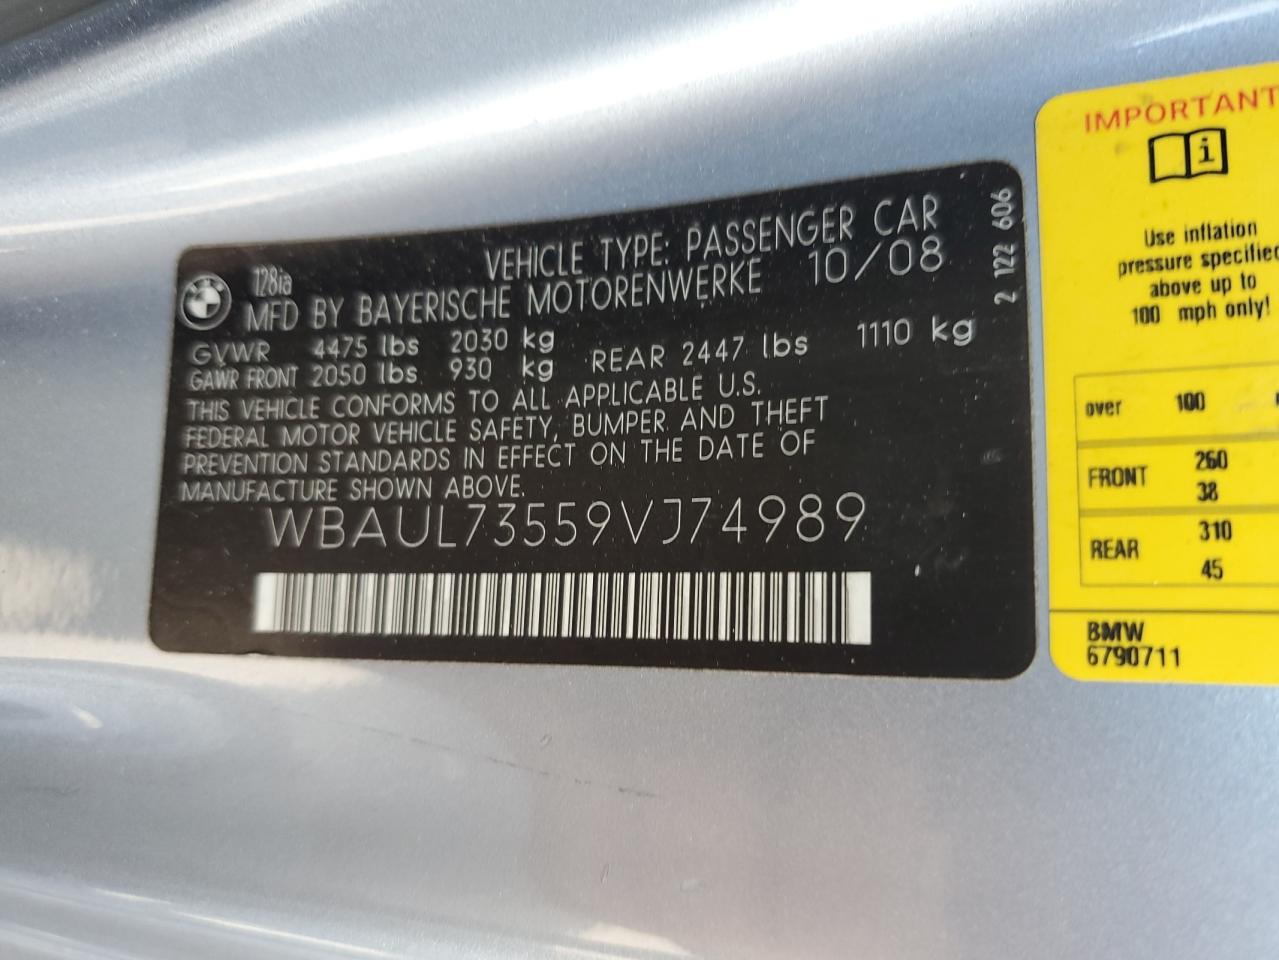 128ia
VEHICLE TYPE: PASSENGER CAR
MFD BY BAYERISCHE MOTORENWERKE 10/08
GVWR 4475 lbs 2030 kg
GAWR FRONT 2050 lbs 930 kg REAR 2447 lbs 1110 kg
THIS VEHICLE CONFORMS TO ALL APPLICABLE U.S.
FEDERAL MOTOR VEHICLE SAFETY, BUMPER AND THEFT
PREVENTION STANDARDS IN EFFECT ON THE DATE OF
MANUFACTURE SHOWN ABOVE.
WBAUL73559VJ74989
2 122 606
IMPORTANT
i
Use inflation
pressure specified
above up to
100 mph only!
over 100
FRONT 260
38
REAR 310
45
BMW
6790711